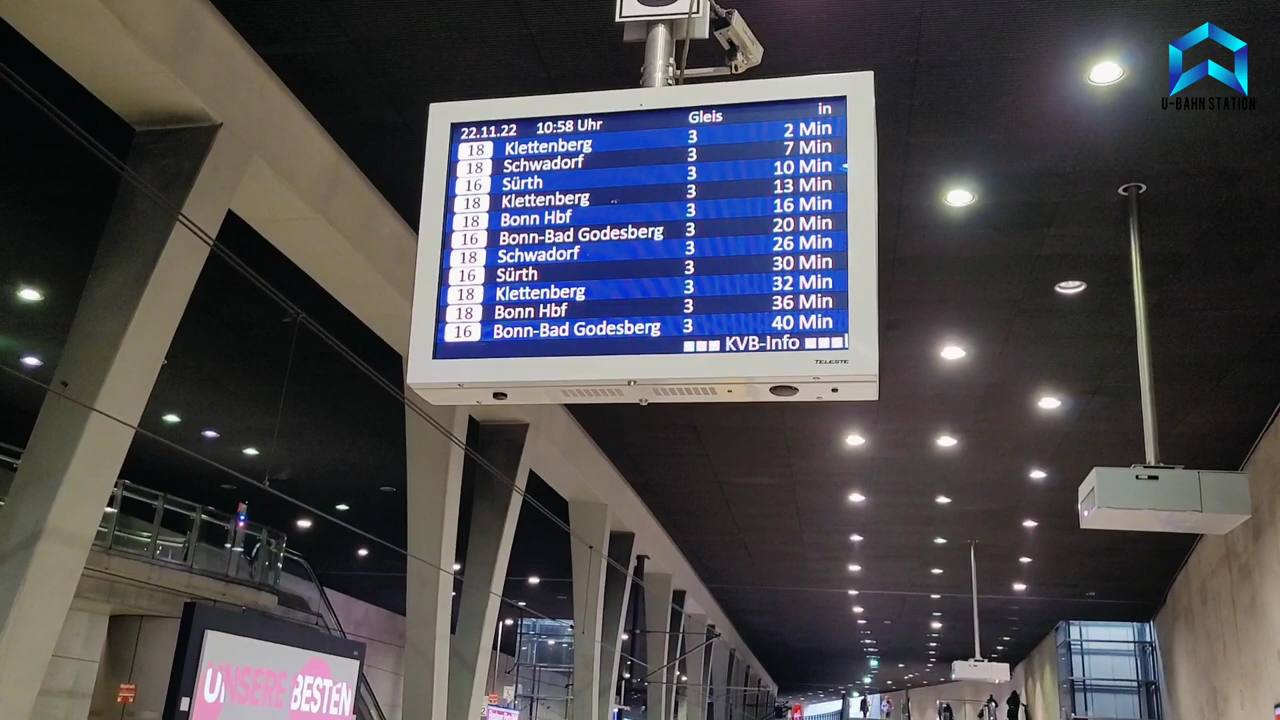 U-BAHN STATION
22.11.22 10:58 Uhr Gleis in
18 Klettenberg 3 2 Min
18 Schwadorf 3 7 Min
16 Sürth 3 10 Min
18 Klettenberg 3 13 Min
18 Bonn Hbf 3 16 Min
16 Bonn-Bad Godesberg 3 20 Min
18 Schwadorf 3 26 Min
16 Sürth 3 30 Min
18 Klettenberg 3 32 Min
18 Bonn Hbf 3 36 Min
16 Bonn-Bad Godesberg 3 40 Min
KVB-Info
TELESTE
UNSERE BESTEN